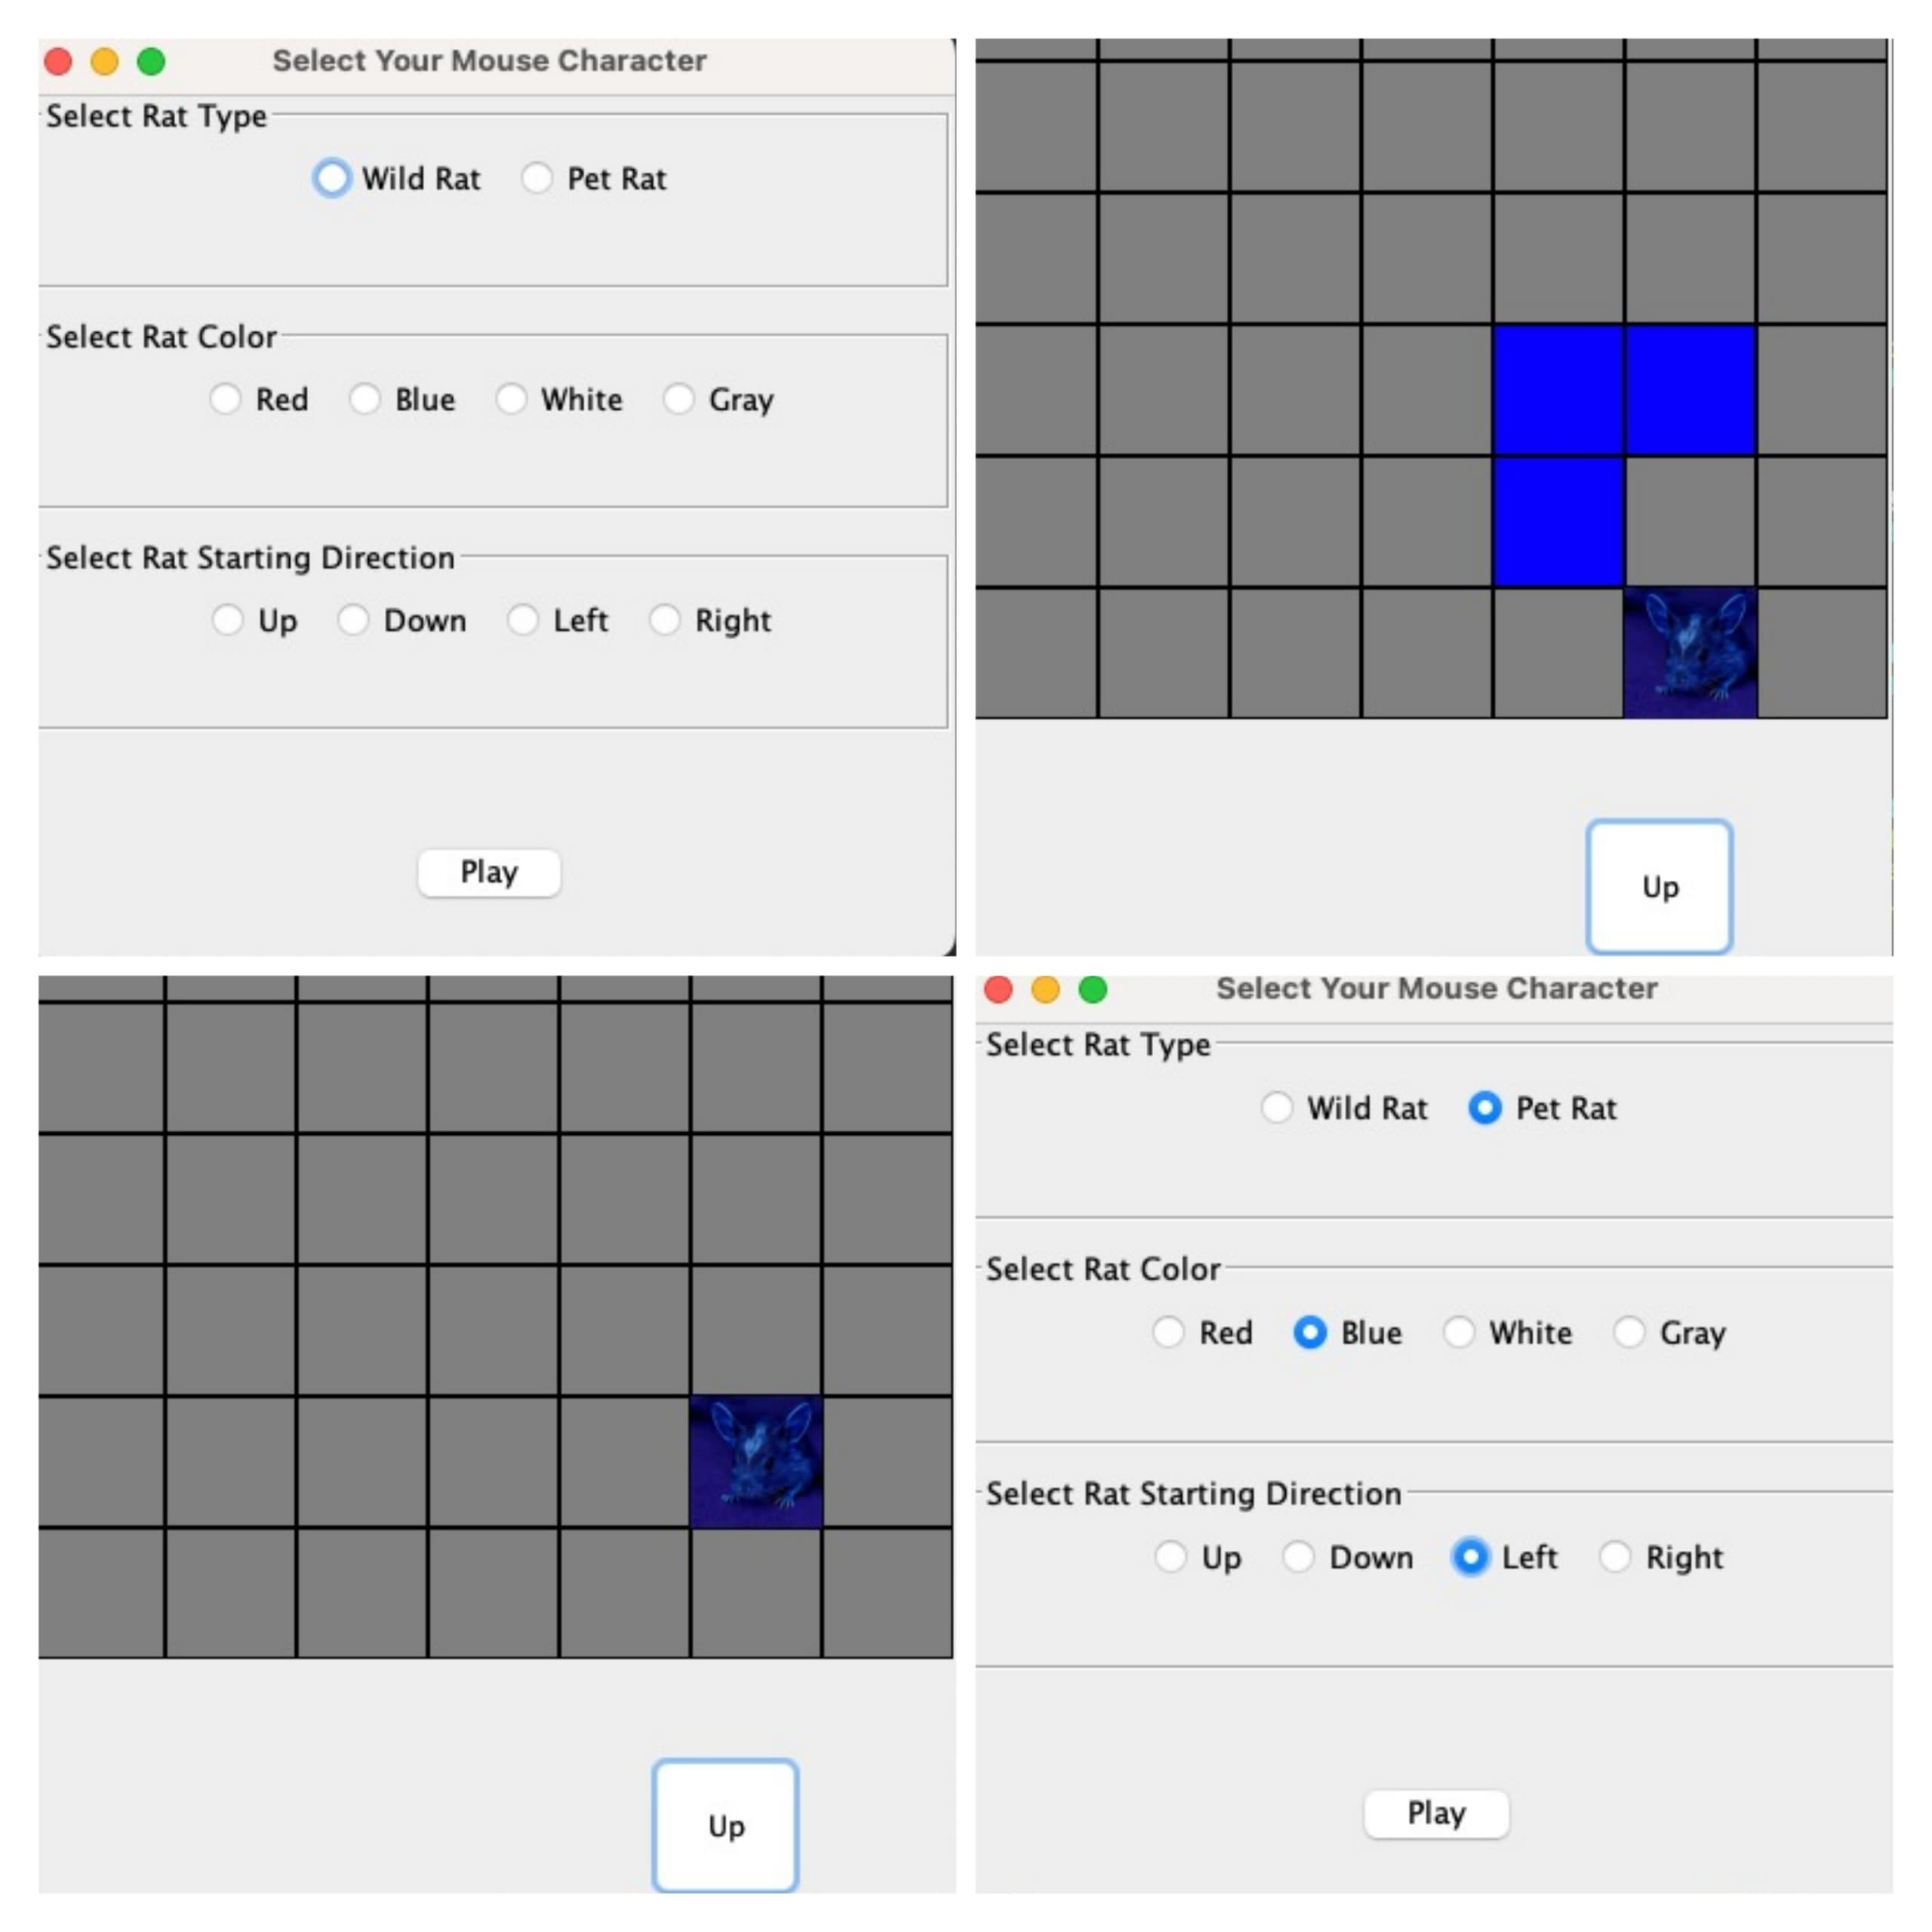 Select Your Mouse Character
Select Rat Type
Wild Rat Pet Rat
Select Rat Color
Red Blue White Gray
Select Rat Starting Direction
Up Down Left Right
Play
Up
Up
Select Your Mouse Character
Select Rat Type
Wild Rat Pet Rat
Select Rat Color
Red Blue White Gray
Select Rat Starting Direction
Up Down Left Right
Play